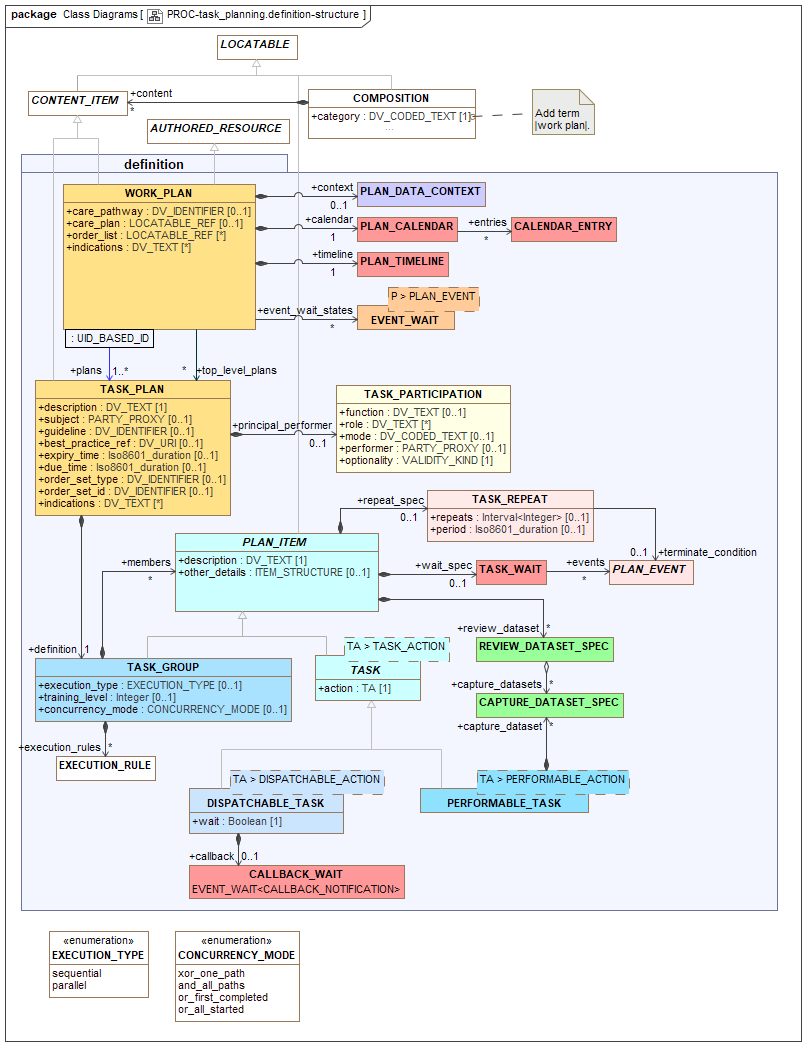 package Class Diagrams [ PROC-task_planning.definition-structure ]
LOCATABLE
CONTENT_ITEM
+content
*
COMPOSITION
+category : DV_CODED_TEXT [1]
...
Add term
|work plan|.
AUTHORED_RESOURCE
definition
WORK_PLAN
+care_pathway : DV_IDENTIFIER [0..1]
+care_plan : LOCATABLE_REF [0..1]
+order_list : LOCATABLE_REF [*]
+indications : DV_TEXT [*]
+context
0..1
PLAN_DATA_CONTEXT
+calendar
1
PLAN_CALENDAR
+entries
*
CALENDAR_ENTRY
+timeline
1
PLAN_TIMELINE
P > PLAN_EVENT
+event_wait_states
*
EVENT_WAIT
: UID_BASED_ID
+plans
1..*
*
+top_level_plans
TASK_PLAN
+description : DV_TEXT [1]
+subject : PARTY_PROXY [0..1]
+guideline : DV_IDENTIFIER [0..1]
+best_practice_ref : DV_URI [0..1]
+expiry_time : Iso8601_duration [0..1]
+due_time : Iso8601_duration [0..1]
+order_set_type : DV_IDENTIFIER [0..1]
+order_set_id : DV_IDENTIFIER [0..1]
+indications : DV_TEXT [*]
+principal_performer
0..1
TASK_PARTICIPATION
+function : DV_TEXT [0..1]
+role : DV_TEXT [*]
+mode : DV_CODED_TEXT [0..1]
+performer : PARTY_PROXY [0..1]
+optionality : VALIDITY_KIND [1]
+repeat_spec
0..1
TASK_REPEAT
+repeats : Interval<Integer> [0..1]
+period : Iso8601_duration [0..1]
PLAN_ITEM
+description : DV_TEXT [1]
+other_details : ITEM_STRUCTURE [0..1]
+members
*
+wait_spec
0..1
TASK_WAIT
+events
*
0..1
+terminate_condition
PLAN_EVENT
+definition
1
+review_dataset
*
REVIEW_DATASET_SPEC
TA > TASK_ACTION
TASK
+action : TA [1]
TASK_GROUP
+execution_type : EXECUTION_TYPE [0..1]
+training_level : Integer [0..1]
+concurrency_mode : CONCURRENCY_MODE [0..1]
+capture_datasets
*
CAPTURE_DATASET_SPEC
+capture_dataset
*
+execution_rules
*
EXECUTION_RULE
TA > DISPATCHABLE_ACTION
DISPATCHABLE_TASK
+wait : Boolean [1]
TA > PERFORMABLE_ACTION
PERFORMABLE_TASK
+callback
0..1
CALLBACK_WAIT
EVENT_WAIT<CALLBACK_NOTIFICATION>
«enumeration»
EXECUTION_TYPE
sequential
parallel
«enumeration»
CONCURRENCY_MODE
xor_one_path
and_all_paths
or_first_completed
or_all_started